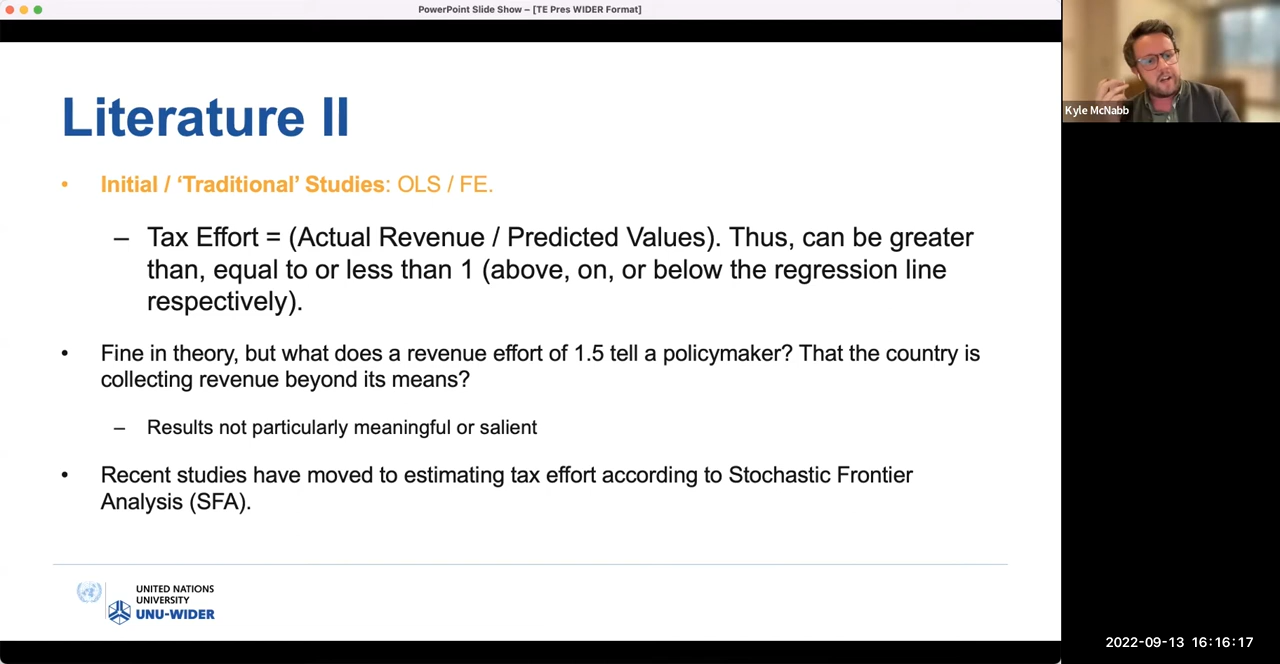 PowerPoint Slide Show – [TE Pres WIDER Format]
Literature II
• Initial / ‘Traditional’ Studies: OLS / FE.
– Tax Effort = (Actual Revenue / Predicted Values). Thus, can be greater
than, equal to or less than 1 (above, on, or below the regression line
respectively).
• Fine in theory, but what does a revenue effort of 1.5 tell a policymaker? That the country is
collecting revenue beyond its means?
– Results not particularly meaningful or salient
• Recent studies have moved to estimating tax effort according to Stochastic Frontier
Analysis (SFA).
UNITED NATIONS
UNIVERSITY
UNU-WIDER
Kyle McNabb
2022-09-13 16:16:17